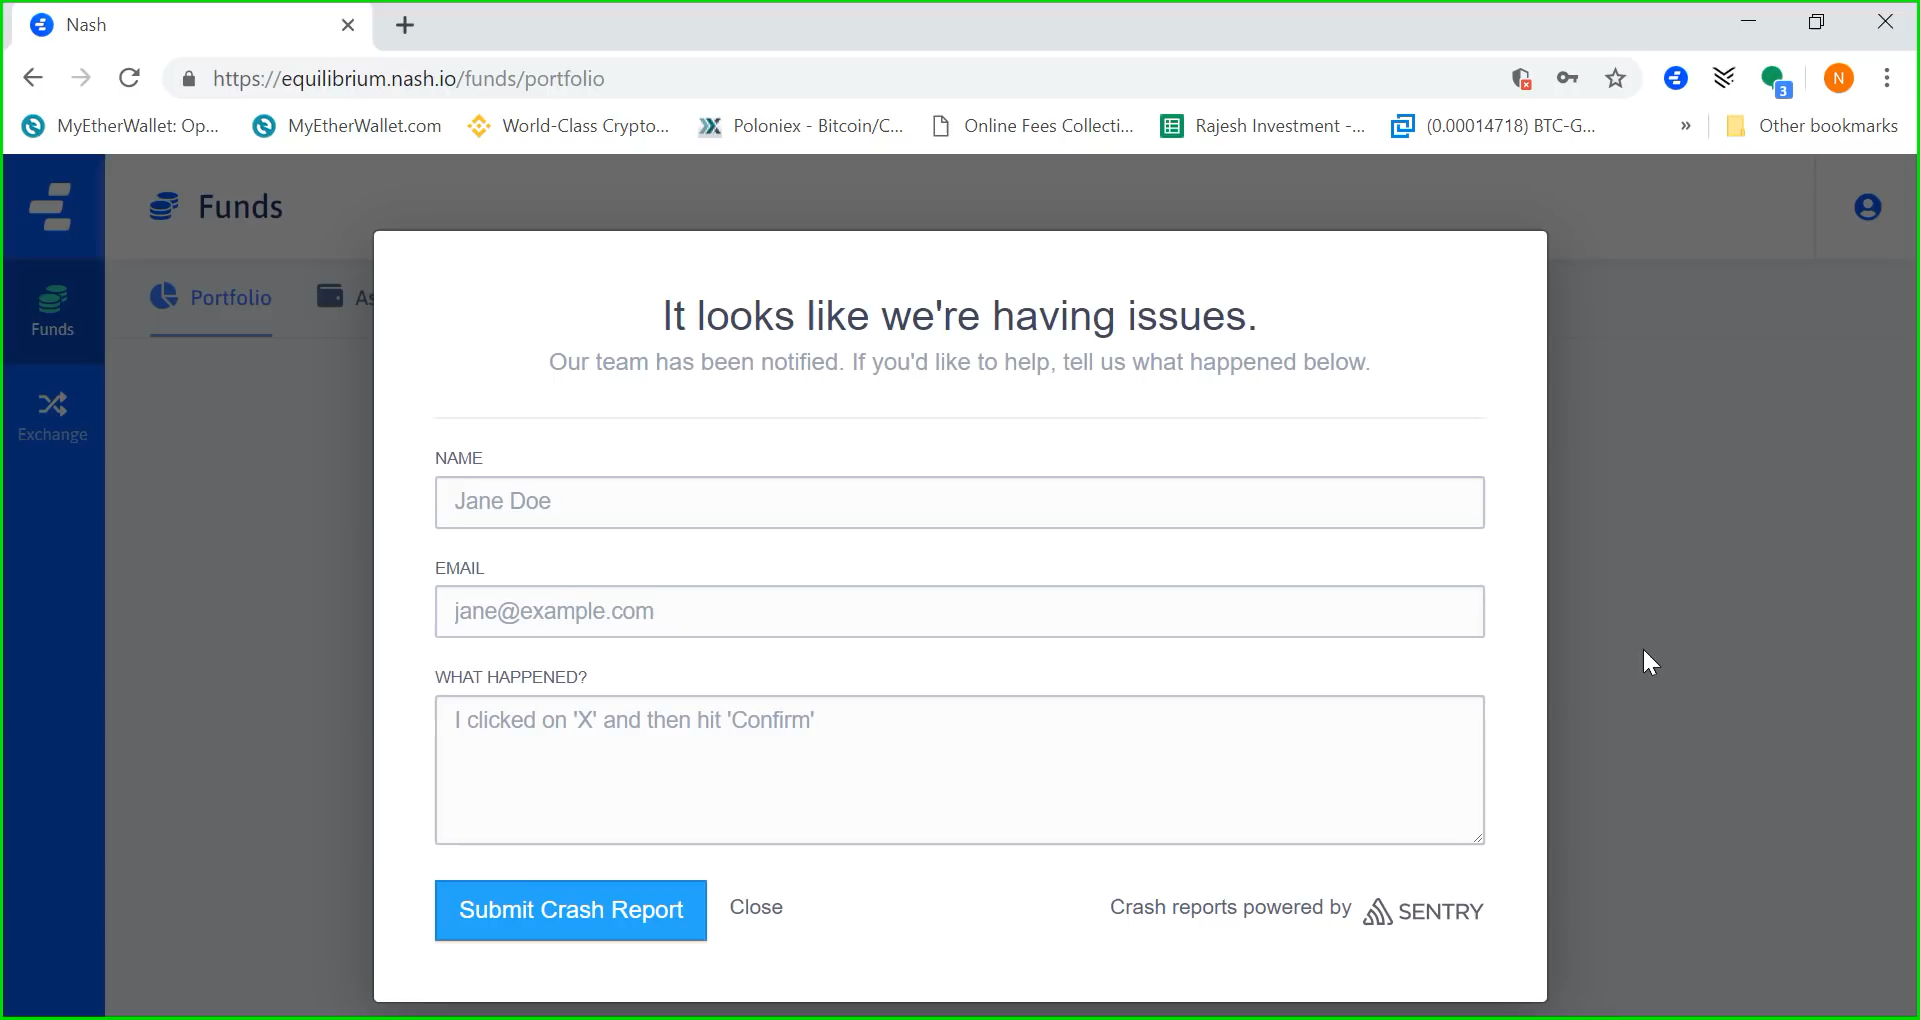 Nash
https://equilibrium.nash.io/funds/portfolio
3
N
MyEtherWallet: Op... MyEtherWallet.com World-Class Crypto... Poloniex - Bitcoin/C... Online Fees Collecti... Rajesh Investment -... (0.00014718) BTC-G... » Other bookmarks
Funds
Portfolio As
Funds
Exchange
It looks like we're having issues.
Our team has been notified. If you'd like to help, tell us what happened below.
NAME
Jane Doe
EMAIL
jane@example.com
WHAT HAPPENED?
I clicked on 'X' and then hit 'Confirm'
Submit Crash Report Close Crash reports powered by SENTRY